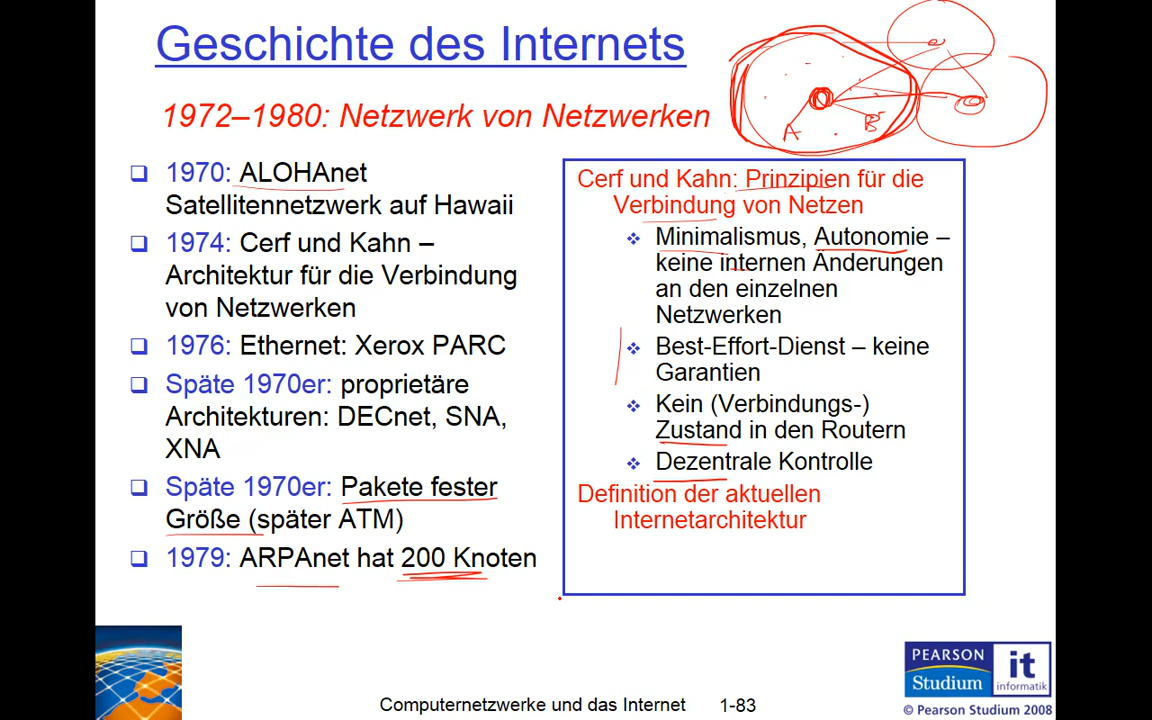 Geschichte des Internets
1972–1980: Netzwerk von Netzwerken
1970: ALOHAnet
Satellitennetzwerk auf Hawaii
1974: Cerf und Kahn –
Architektur für die Verbindung
von Netzwerken
1976: Ethernet: Xerox PARC
Späte 1970er: proprietäre
Architekturen: DECnet, SNA,
XNA
Späte 1970er: Pakete fester
Größe (später ATM)
1979: ARPAnet hat 200 Knoten
A
B
Cerf und Kahn: Prinzipien für die
Verbindung von Netzen
Minimalismus, Autonomie –
keine internen Änderungen
an den einzelnen
Netzwerken
Best-Effort-Dienst – keine
Garantien
Kein (Verbindungs-)
Zustand in den Routern
Dezentrale Kontrolle
Definition der aktuellen
Internetarchitektur
Computernetzwerke und das Internet 1-83
PEARSON
Studium
it
informatik
© Pearson Studium 2008